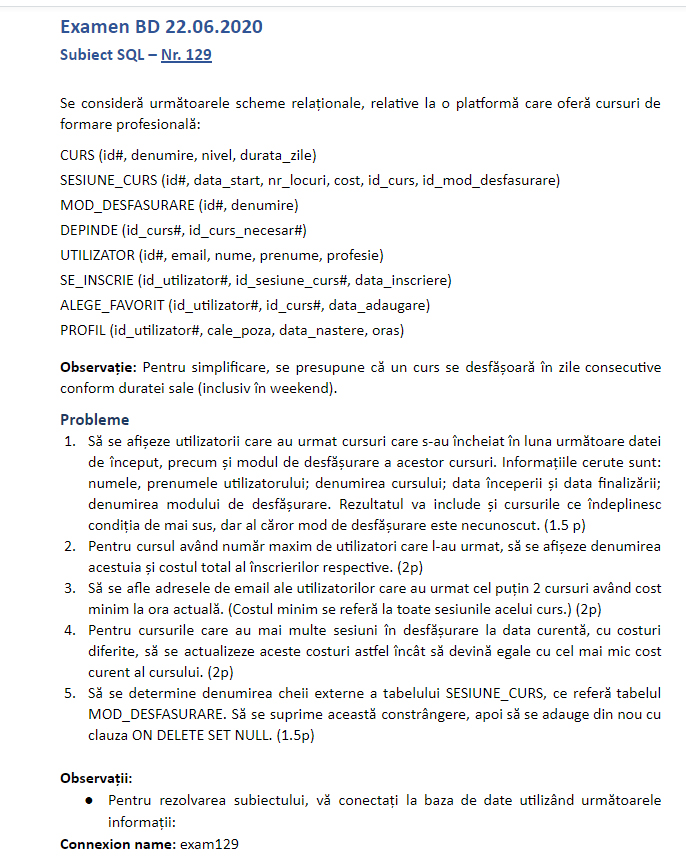 Examen BD 22.06.2020
Subiect SQL – Nr. 129
Se consideră următoarele scheme relaționale, relative la o platformă care oferă cursuri de
formare profesională:
CURS (id#, denumire, nivel, durata_zile)
SESIUNE_CURS (id#, data_start, nr_locuri, cost, id_curs, id_mod_desfasurare)
MOD_DESFASURARE (id#, denumire)
DEPINDE (id_curs#, id_curs_necesar#)
UTILIZATOR (id#, email, nume, prenume, profesie)
SE_INSCRIE (id_utilizator#, id_sesiune_curs#, data_inscriere)
ALEGE_FAVORIT (id_utilizator#, id_curs#, data_adaugare)
PROFIL (id_utilizator#, cale_poza, data_nastere, oras)
Observație: Pentru simplificare, se presupune că un curs se desfășoară în zile consecutive
conform duratei sale (inclusiv în weekend).
Probleme
1. Să se afișeze utilizatorii care au urmat cursuri care s-au încheiat în luna următoare datei
de început, precum și modul de desfășurare a acestor cursuri. Informațiile cerute sunt:
numele, prenumele utilizatorului; denumirea cursului; data începerii și data finalizării;
denumirea modului de desfășurare. Rezultatul va include și cursurile ce îndeplinesc
condiția de mai sus, dar al căror mod de desfășurare este necunoscut. (1.5 p)
2. Pentru cursul având număr maxim de utilizatori care l-au urmat, să se afișeze denumirea
acestuia și costul total al înscrierilor respective. (2p)
3. Să se afle adresele de email ale utilizatorilor care au urmat cel puțin 2 cursuri având cost
minim la ora actuală. (Costul minim se referă la toate sesiunile acelui curs.) (2p)
4. Pentru cursurile care au mai multe sesiuni în desfășurare la data curentă, cu costuri
diferite, să se actualizeze aceste costuri astfel încât să devină egale cu cel mai mic cost
curent al cursului. (2p)
5. Să se determine denumirea cheii externe a tabelului SESIUNE_CURS, ce referă tabelul
MOD_DESFASURARE. Să se suprime această constrângere, apoi să se adauge din nou cu
clauza ON DELETE SET NULL. (1.5p)
Observații:
● Pentru rezolvarea subiectului, vă conectați la baza de date utilizând următoarele
informații:
Connexion name: exam129